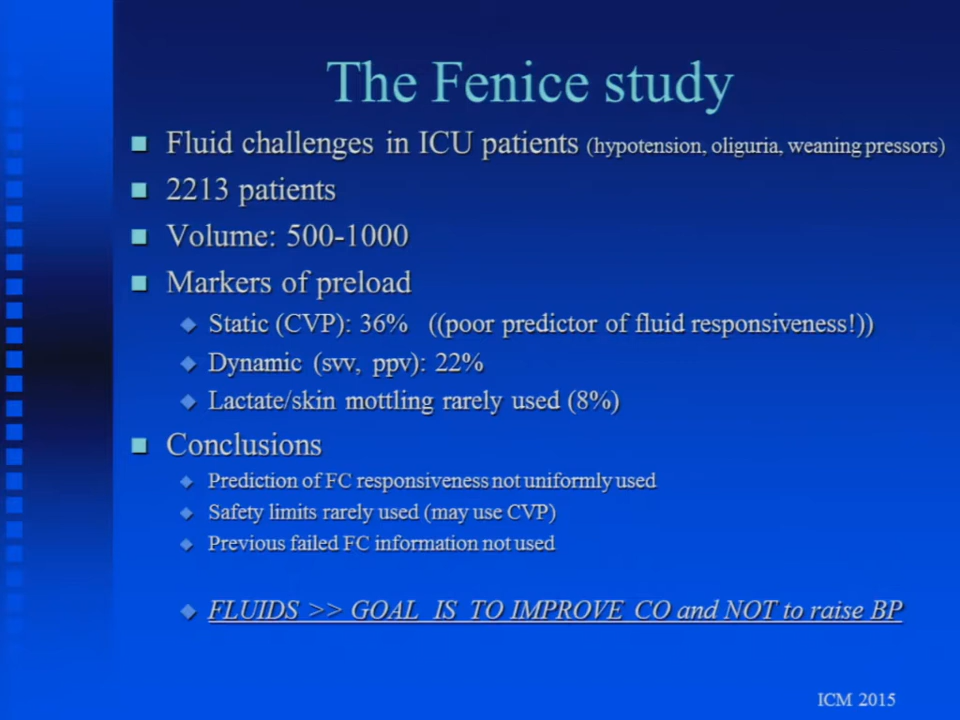 The Fenice study
Fluid challenges in ICU patients (hypotension, oliguria, weaning pressors)
2213 patients
Volume: 500-1000
Markers of preload
Static (CVP): 36% ((poor predictor of fluid responsiveness!))
Dynamic (svv, ppv): 22%
Lactate/skin mottling rarely used (8%)
Conclusions
Prediction of FC responsiveness not uniformly used
Safety limits rarely used (may use CVP)
Previous failed FC information not used
FLUIDS >> GOAL IS TO IMPROVE CO and NOT to raise BP
ICM 2015